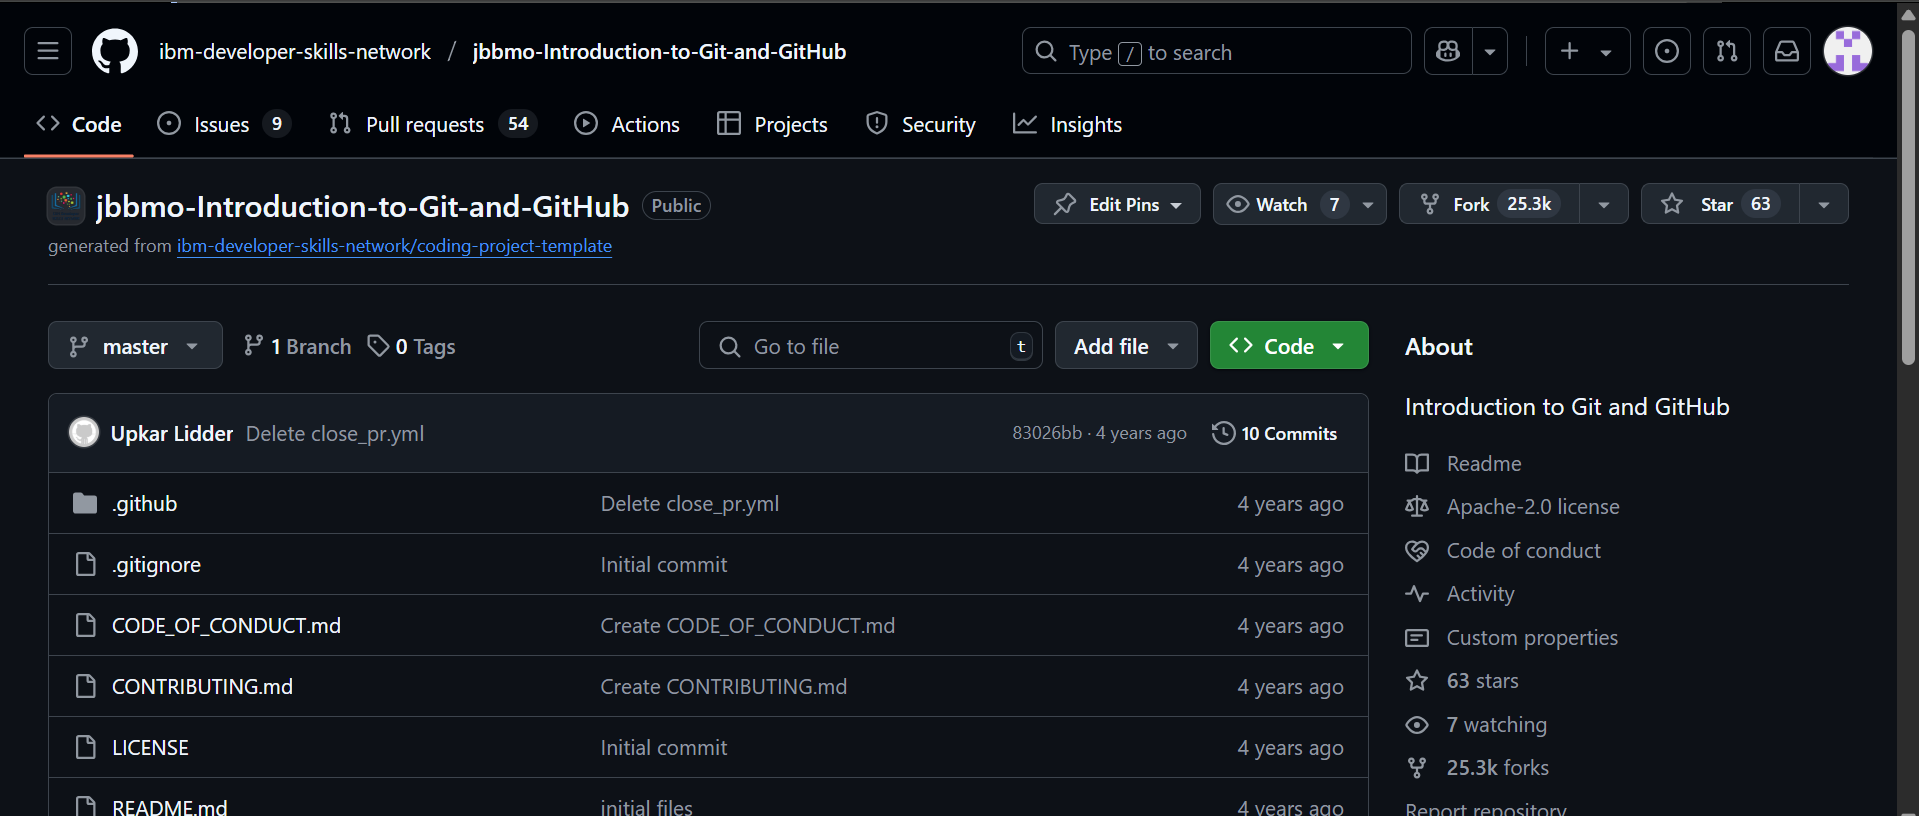 ibm-developer-skills-network / jbbmo-Introduction-to-Git-and-GitHub
Type / to search
Code
Issues 9
Pull requests 54
Actions
Projects
Security
Insights
jbbmo-Introduction-to-Git-and-GitHub Public
Edit Pins
Watch 7
Fork 25.3k
Star 63
generated from ibm-developer-skills-network/coding-project-template
master
1 Branch
0 Tags
Go to file t
Add file
Code
Upkar Lidder Delete close_pr.yml 83026bb · 4 years ago 10 Commits
.github Delete close_pr.yml 4 years ago
.gitignore Initial commit 4 years ago
CODE_OF_CONDUCT.md Create CODE_OF_CONDUCT.md 4 years ago
CONTRIBUTING.md Create CONTRIBUTING.md 4 years ago
LICENSE Initial commit 4 years ago
README.md initial files 4 years ago
About
Introduction to Git and GitHub
Readme
Apache-2.0 license
Code of conduct
Activity
Custom properties
63 stars
7 watching
25.3k forks
Report repository